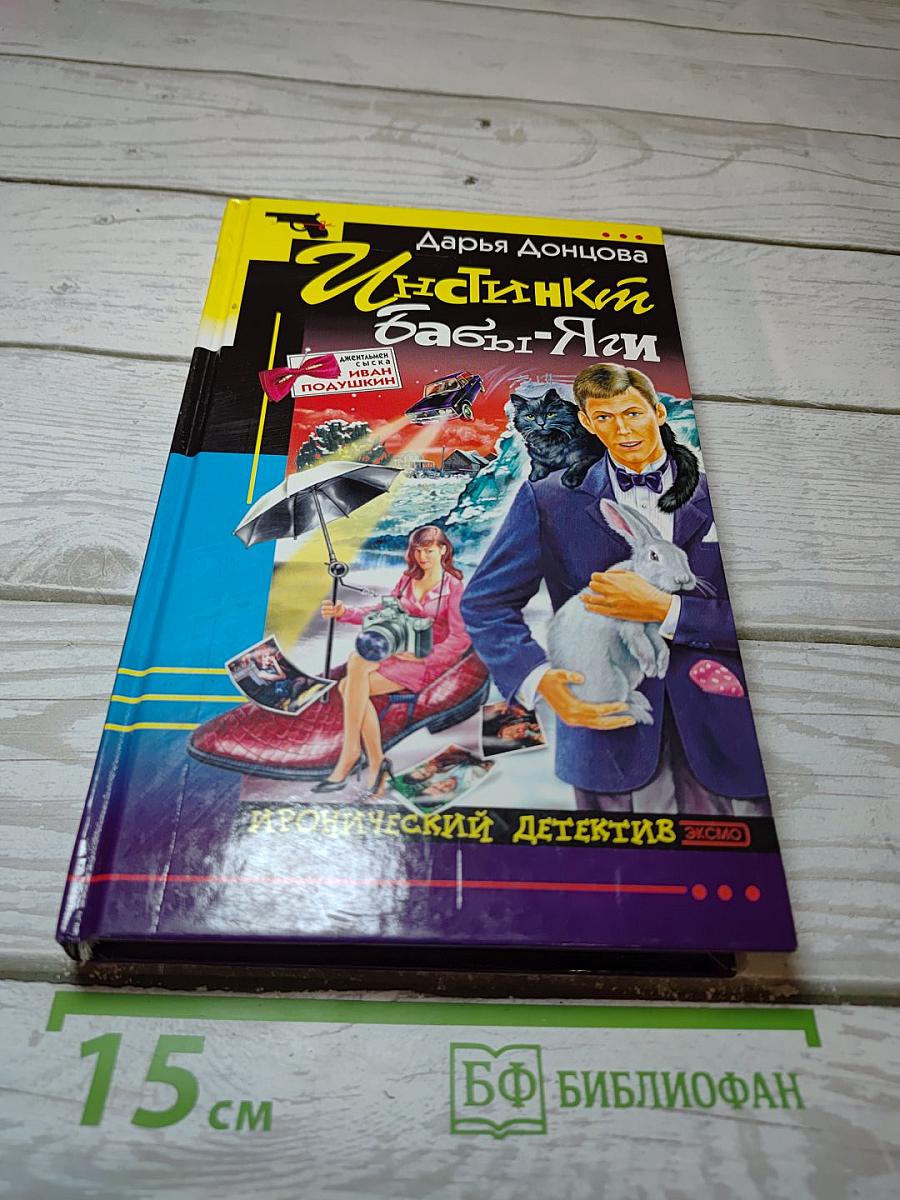 Дарья Донцова
Инстинкт
Бабы-Яги
джентльмен
сыска
ИВАН
ПОДУШКИН
ИРОНИЧЕСКИЙ ДЕТЕКТИВ
ЭКСМО
15 см
БФ БИБЛИОФАН